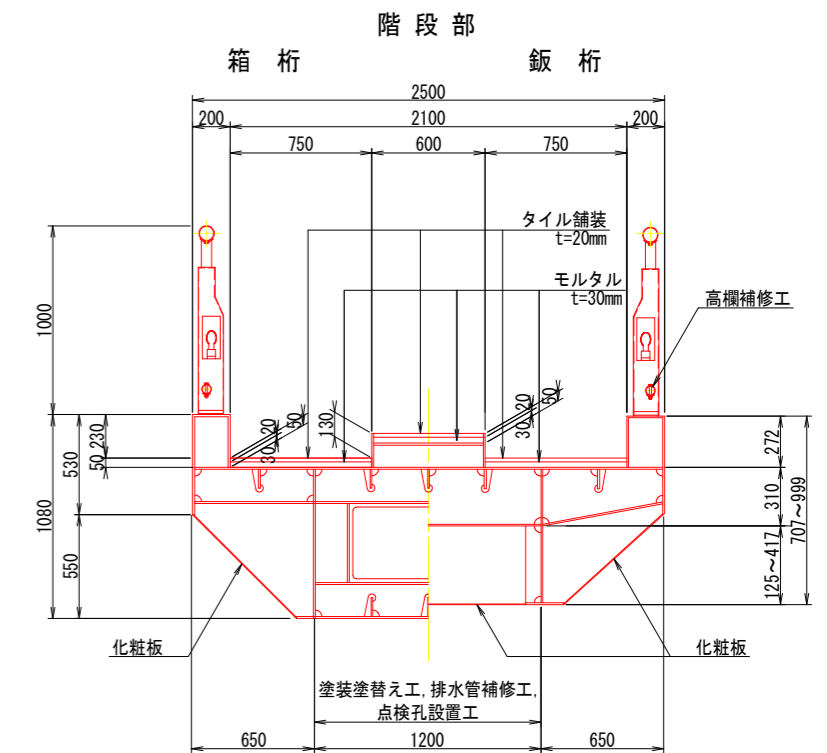 階段部
箱桁 鈑桁
2500
200 2100 200
750 600 750
タイル舗装
t=20mm
モルタル
t=30mm
高欄補修工
1000
1080
530
550
230
50
30 20
50
130
30 20
50
272
310
125～417
707～999
化粧板
化粧板
塗装塗替え工,排水管補修工,
点検孔設置工
650 1200 650